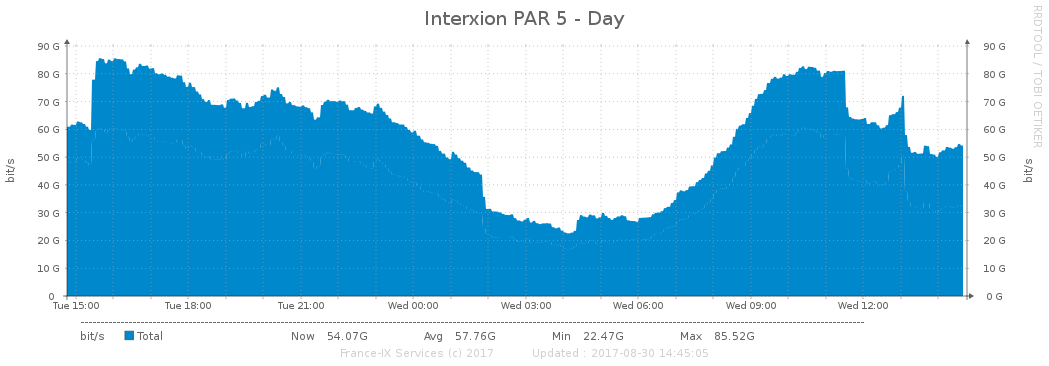 Interxion PAR 5 - Day
RRDTOOL / TOBI OETIKER
bit/s
90 G 90 G
80 G 80 G
70 G 70 G
60 G 60 G
50 G 50 G
40 G 40 G
30 G 30 G
20 G 20 G
10 G 10 G
0 0 G
bit/s
Tue 15:00 Tue 18:00 Tue 21:00 Wed 00:00 Wed 03:00 Wed 06:00 Wed 09:00 Wed 12:00
bit/s Total Now 54.07G Avg 57.76G Min 22.47G Max 85.52G
France-IX Services (c) 2017 Updated : 2017-08-30 14:45:05